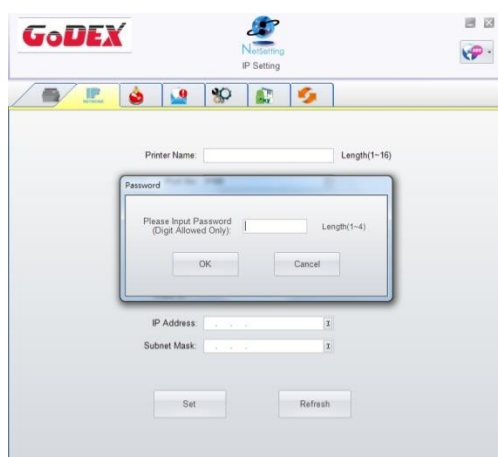 GoDEX
NetSetting
IP Setting
IP
Printer Name:
Length(1~16)
Password
Please Input Password
(Digit Allowed Only):
Length(1~4)
OK
Cancel
IP Address:
Subnet Mask:
Set
Refresh